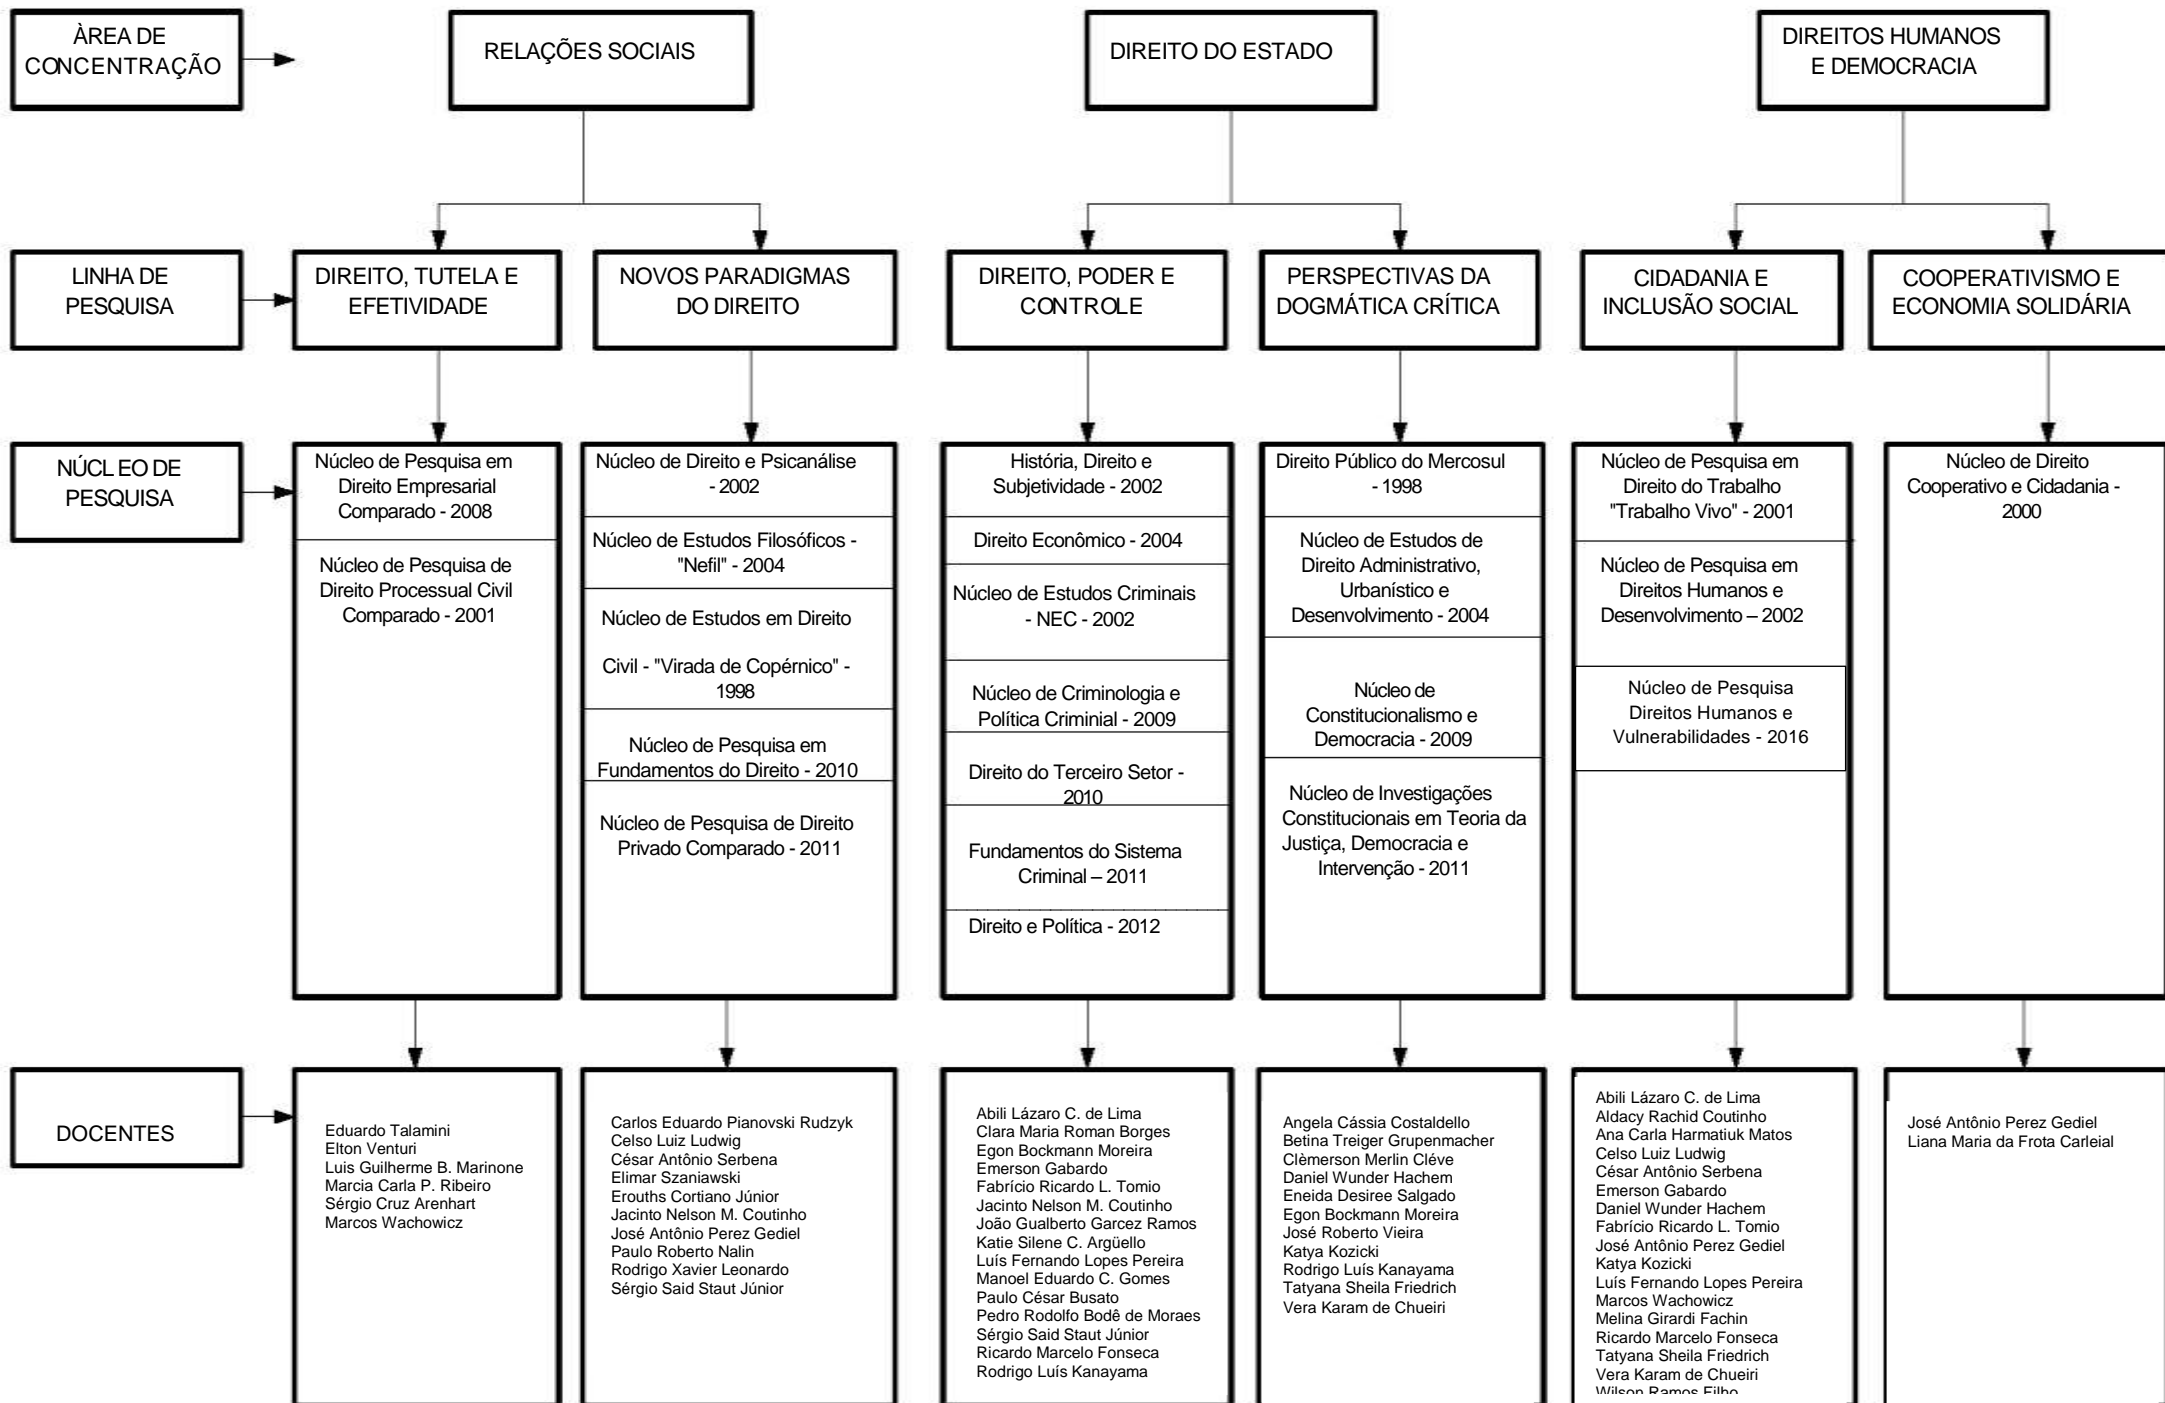 ÀREA DE
CONCENTRAÇÃO
RELAÇÕES SOCIAIS
DIREITO DO ESTADO
DIREITOS HUMANOS
E DEMOCRACIA
LINHA DE
PESQUISA
DIREITO, TUTELA E
EFETIVIDADE
NOVOS PARADIGMAS
DO DIREITO
DIREITO, PODER E
CONTROLE
PERSPECTIVAS DA
DOGMÁTICA CRÍTICA
CIDADANIA E
INCLUSÃO SOCIAL
COOPERATIVISMO E
ECONOMIA SOLIDÁRIA
NÚCLEO DE
PESQUISA
Núcleo de Pesquisa em
Direito Empresarial
Comparado - 2008
Núcleo de Pesquisa de
Direito Processual Civil
Comparado - 2001
Núcleo de Direito e Psicanálise
- 2002
Núcleo de Estudos Filosóficos -
"Nefil" - 2004
Núcleo de Estudos em Direito
Civil - "Virada de Copérnico" -
1998
Núcleo de Pesquisa em
Fundamentos do Direito - 2010
Núcleo de Pesquisa de Direito
Privado Comparado - 2011
História, Direito e
Subjetividade - 2002
Direito Econômico - 2004
Núcleo de Estudos Criminais
- NEC - 2002
Núcleo de Criminologia e
Política Criminial - 2009
Direito do Terceiro Setor -
2010
Fundamentos do Sistema
Criminal – 2011
Direito e Política - 2012
Direito Público do Mercosul
- 1998
Núcleo de Estudos de
Direito Administrativo,
Urbanístico e
Desenvolvimento - 2004
Núcleo de
Constitucionalismo e
Democracia - 2009
Núcleo de Investigações
Constitucionais em Teoria da
Justiça, Democracia e
Intervenção - 2011
Núcleo de Pesquisa em
Direito do Trabalho
"Trabalho Vivo" - 2001
Núcleo de Pesquisa em
Direitos Humanos e
Desenvolvimento – 2002
Núcleo de Pesquisa
Direitos Humanos e
Vulnerabilidades - 2016
Núcleo de Direito
Cooperativo e Cidadania -
2000
DOCENTES
Eduardo Talamini
Elton Venturi
Luis Guilherme B. Marinone
Marcia Carla P. Ribeiro
Sérgio Cruz Arenhart
Marcos Wachowicz
Carlos Eduardo Pianovski Rudzyk
Celso Luiz Ludwig
César Antônio Serbena
Elimar Szaniawski
Erouths Cortiano Júnior
Jacinto Nelson M. Coutinho
José Antônio Perez Gediel
Paulo Roberto Nalin
Rodrigo Xavier Leonardo
Sérgio Said Staut Júnior
Abili Lázaro C. de Lima
Clara Maria Roman Borges
Egon Bockmann Moreira
Emerson Gabardo
Fabrício Ricardo L. Tomio
Jacinto Nelson M. Coutinho
João Gualberto Garcez Ramos
Katie Silene C. Argüello
Luís Fernando Lopes Pereira
Manoel Eduardo C. Gomes
Paulo César Busato
Pedro Rodolfo Bodê de Moraes
Sérgio Said Staut Júnior
Ricardo Marcelo Fonseca
Rodrigo Luís Kanayama
Angela Cássia Costaldello
Betina Treiger Grupenmacher
Clèmerson Merlin Cléve
Daniel Wunder Hachem
Eneida Desiree Salgado
Egon Bockmann Moreira
José Roberto Vieira
Katya Kozicki
Rodrigo Luís Kanayama
Tatyana Sheila Friedrich
Vera Karam de Chueiri
Abili Lázaro C. de Lima
Aldacy Rachid Coutinho
Ana Carla Harmatiuk Matos
Celso Luiz Ludwig
César Antônio Serbena
Emerson Gabardo
Daniel Wunder Hachem
Fabrício Ricardo L. Tomio
José Antônio Perez Gediel
Katya Kozicki
Luís Fernando Lopes Pereira
Marcos Wachowicz
Melina Girardi Fachin
Ricardo Marcelo Fonseca
Tatyana Sheila Friedrich
Vera Karam de Chueiri
Wilson Ramos Filho
José Antônio Perez Gediel
Liana Maria da Frota Carleial